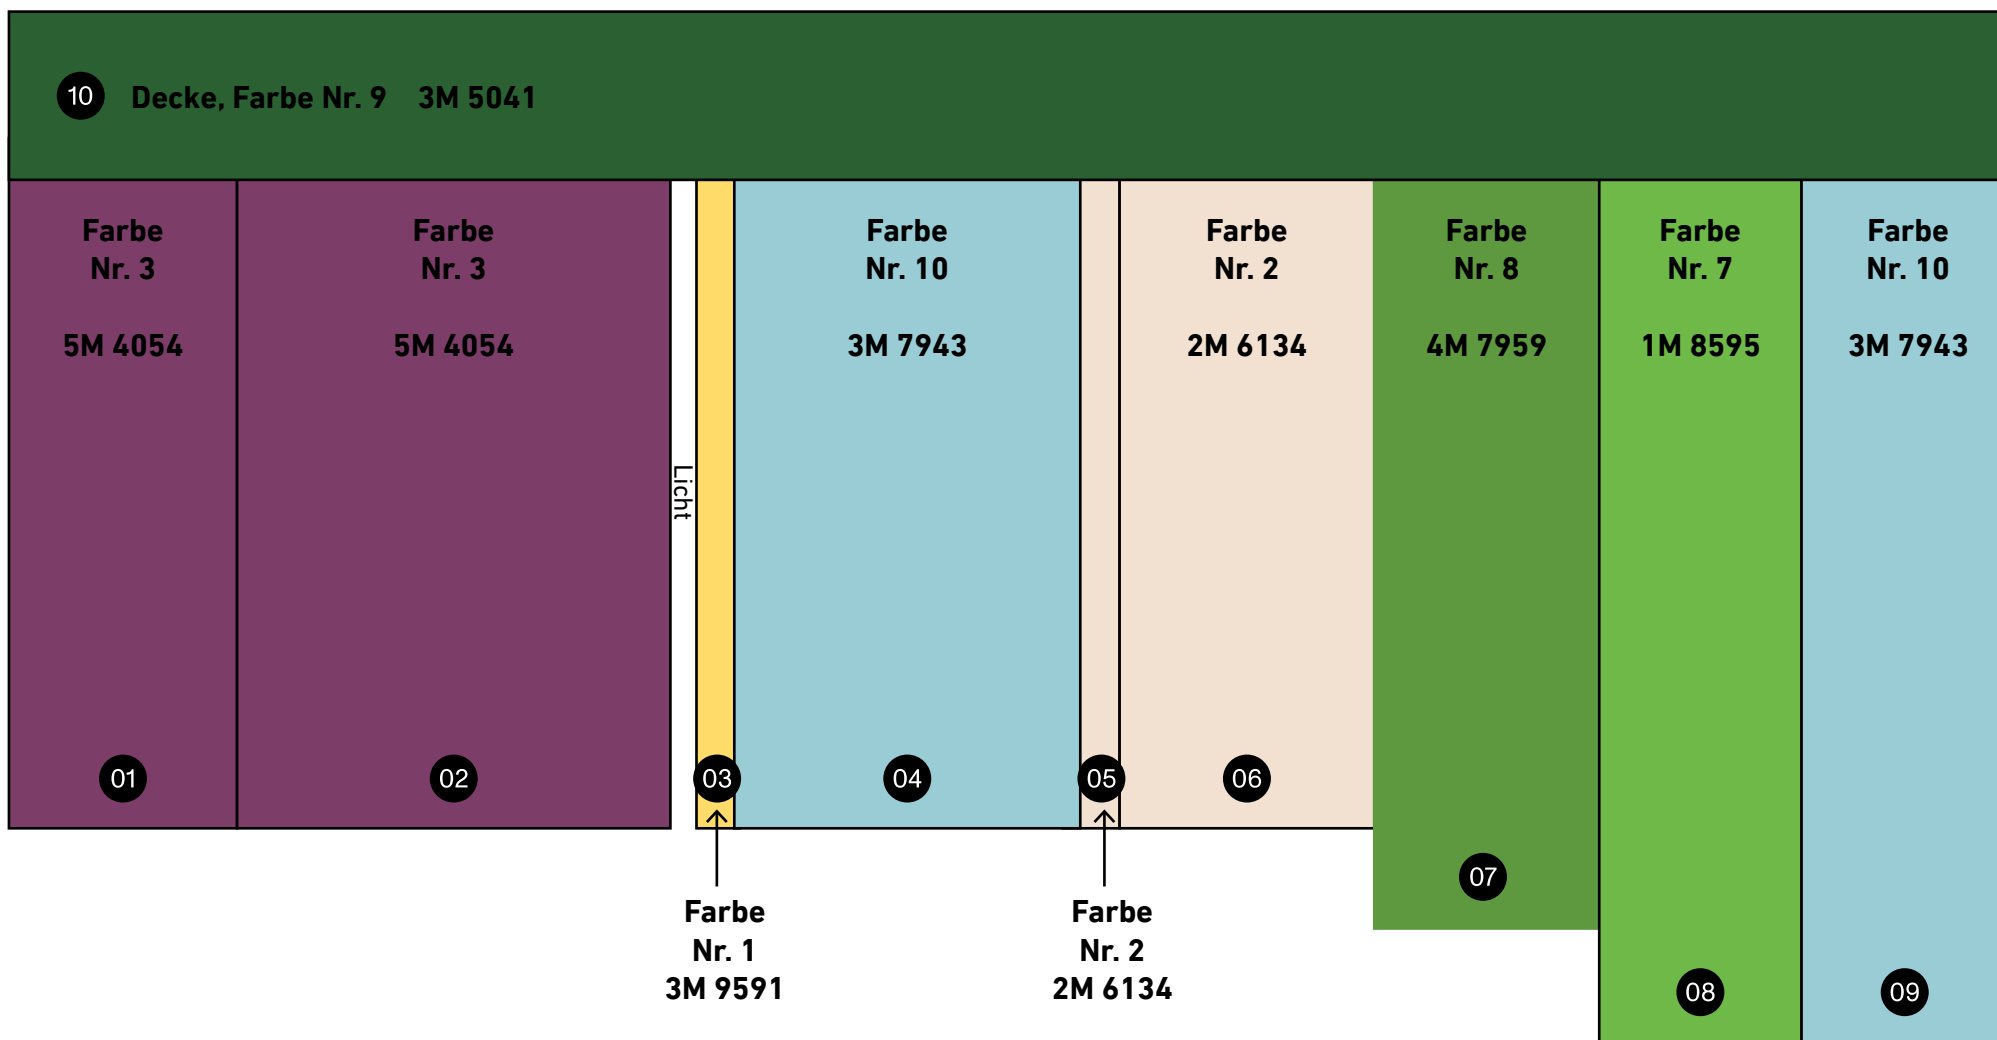 10 Decke, Farbe Nr. 9 3M 5041
Farbe
Nr. 3
5M 4054
01
Farbe
Nr. 3
5M 4054
02
Licht
03
Farbe
Nr. 1
3M 9591
Farbe
Nr. 10
3M 7943
04
05
Farbe
Nr. 2
2M 6134
Farbe
Nr. 2
2M 6134
06
Farbe
Nr. 8
4M 7959
07
Farbe
Nr. 7
1M 8595
08
Farbe
Nr. 10
3M 7943
09